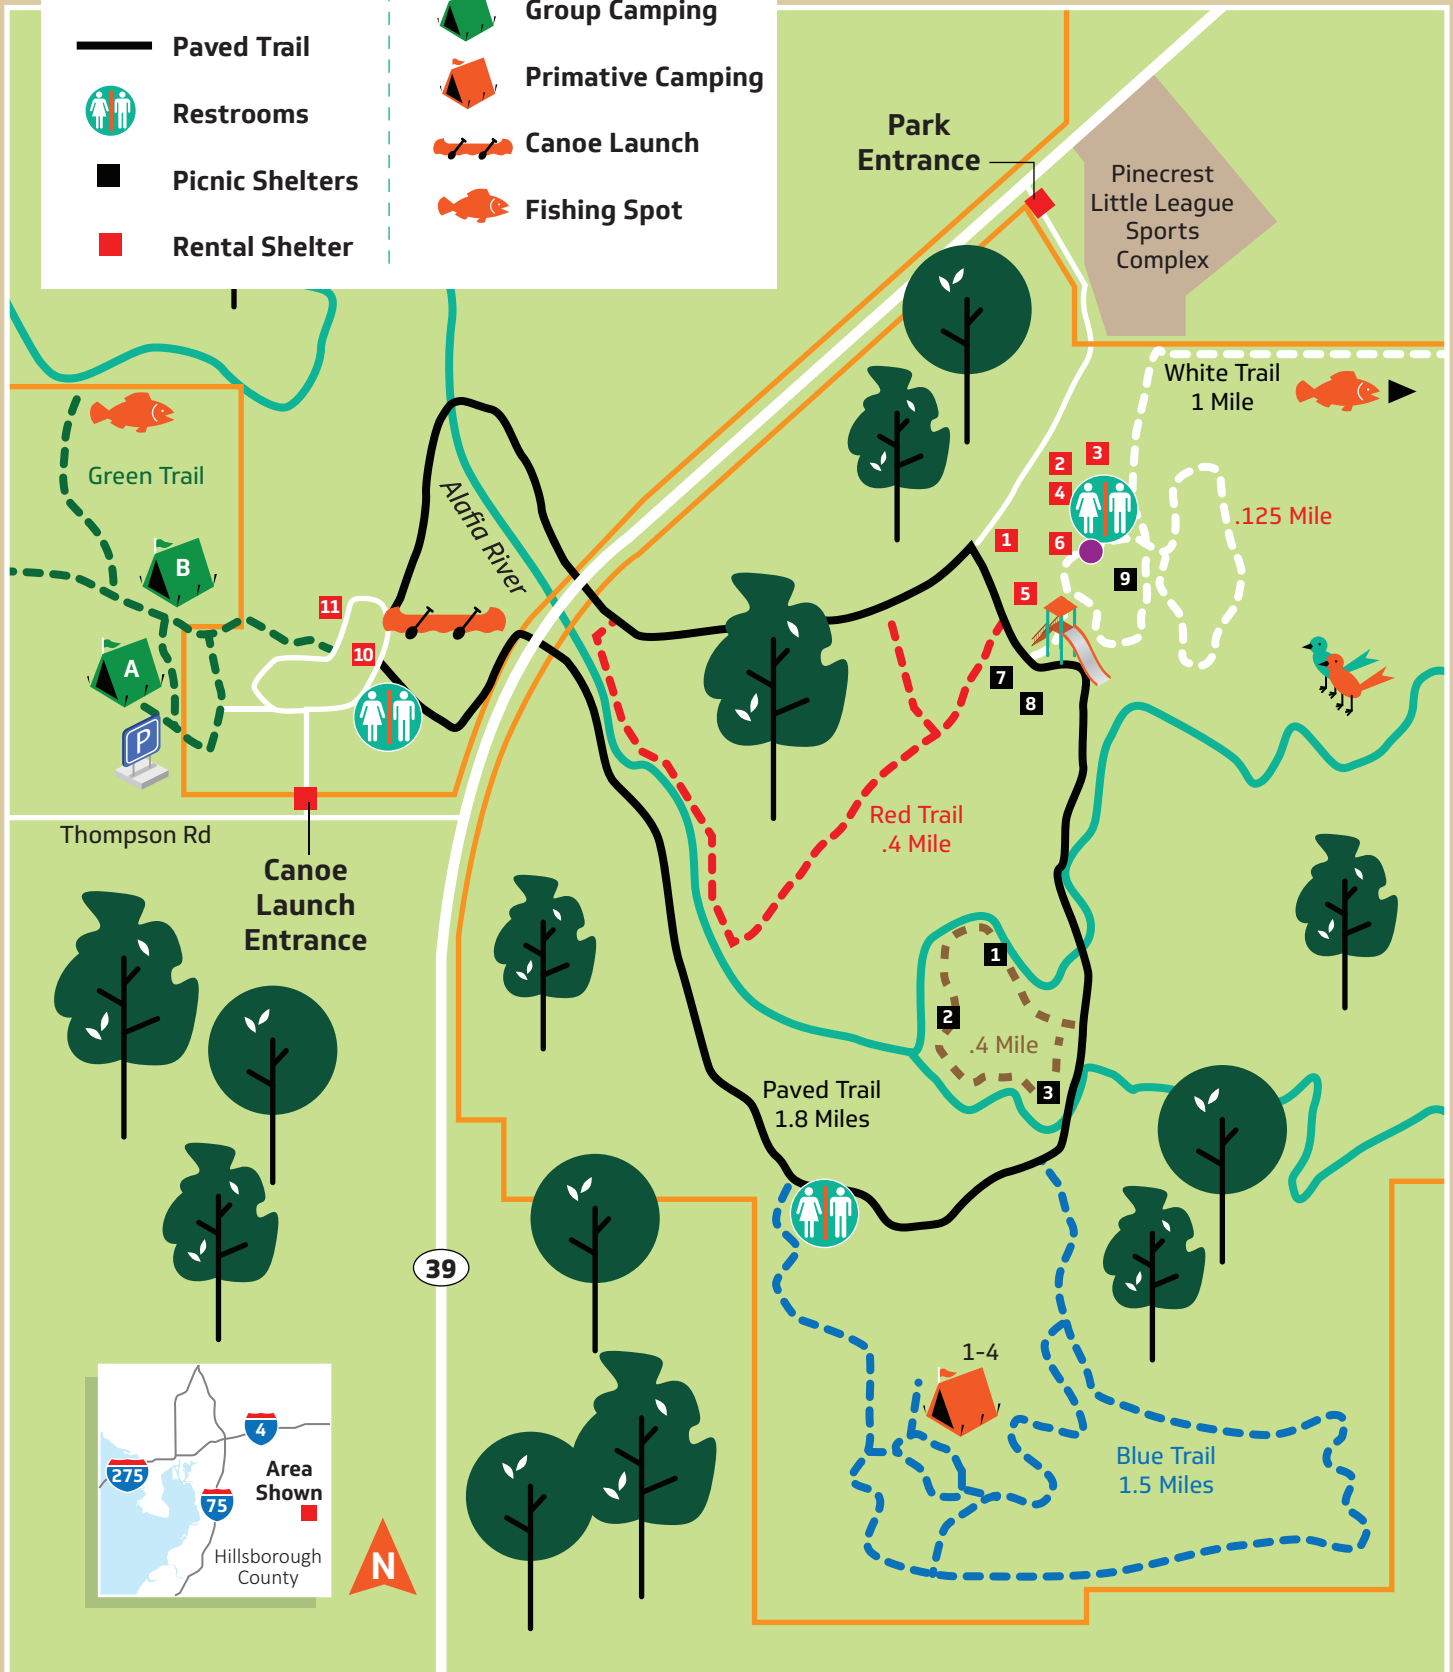 Group Camping
Paved Trail
Primative Camping
Restrooms
Canoe Launch
Picnic Shelters
Fishing Spot
Rental Shelter
Park
Entrance
Pinecrest
Little League
Sports
Complex
White Trail
1 Mile
3
2
4
1
6
9
5
.125 Mile
7
8
Green Trail
Alafia River
B
A
11
10
P
Thompson Rd
Canoe
Launch
Entrance
Red Trail
.4 Mile
1
2
.4 Mile
3
Paved Trail
1.8 Miles
39
1-4
Blue Trail
1.5 Miles
4
275
75
Area
Shown
Hillsborough
County
N